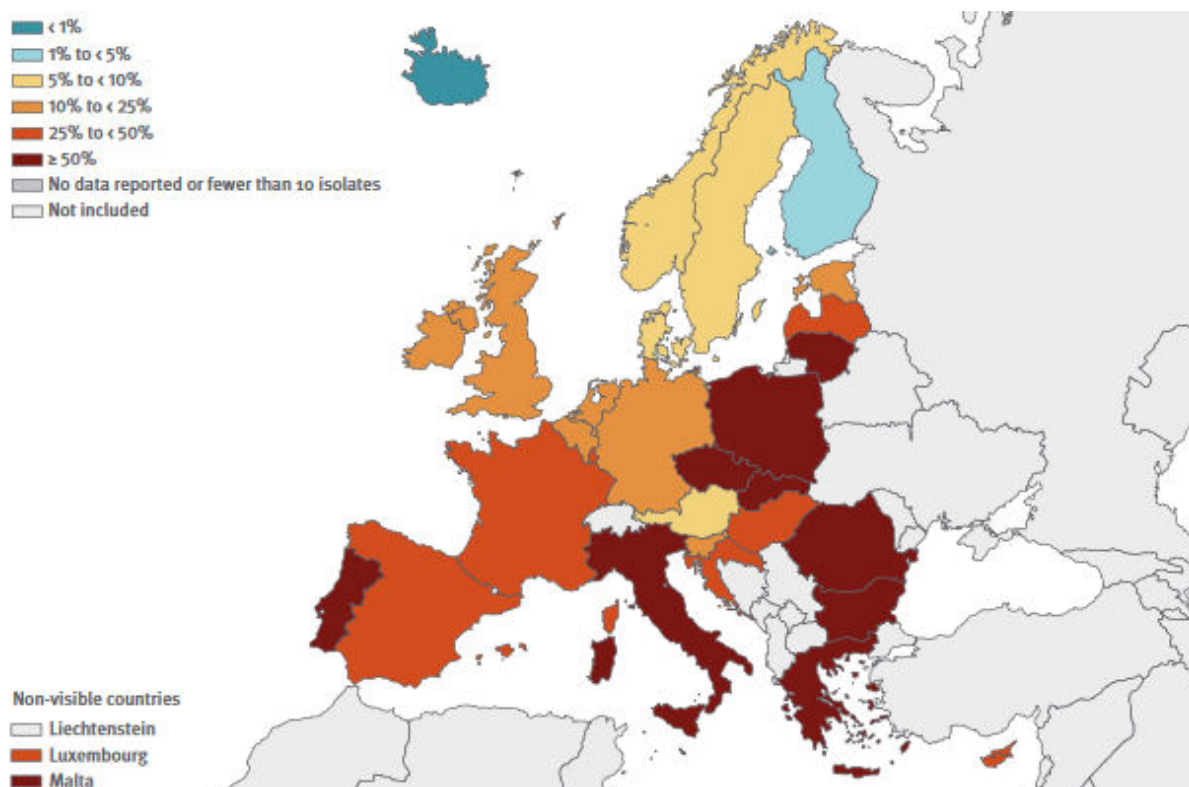 < 1%
1% to < 5%
5% to < 10%
10% to < 25%
25% to < 50%
≥ 50%
No data reported or fewer than 10 isolates
Not included
Non-visible countries
Liechtenstein
Luxembourg
Malta